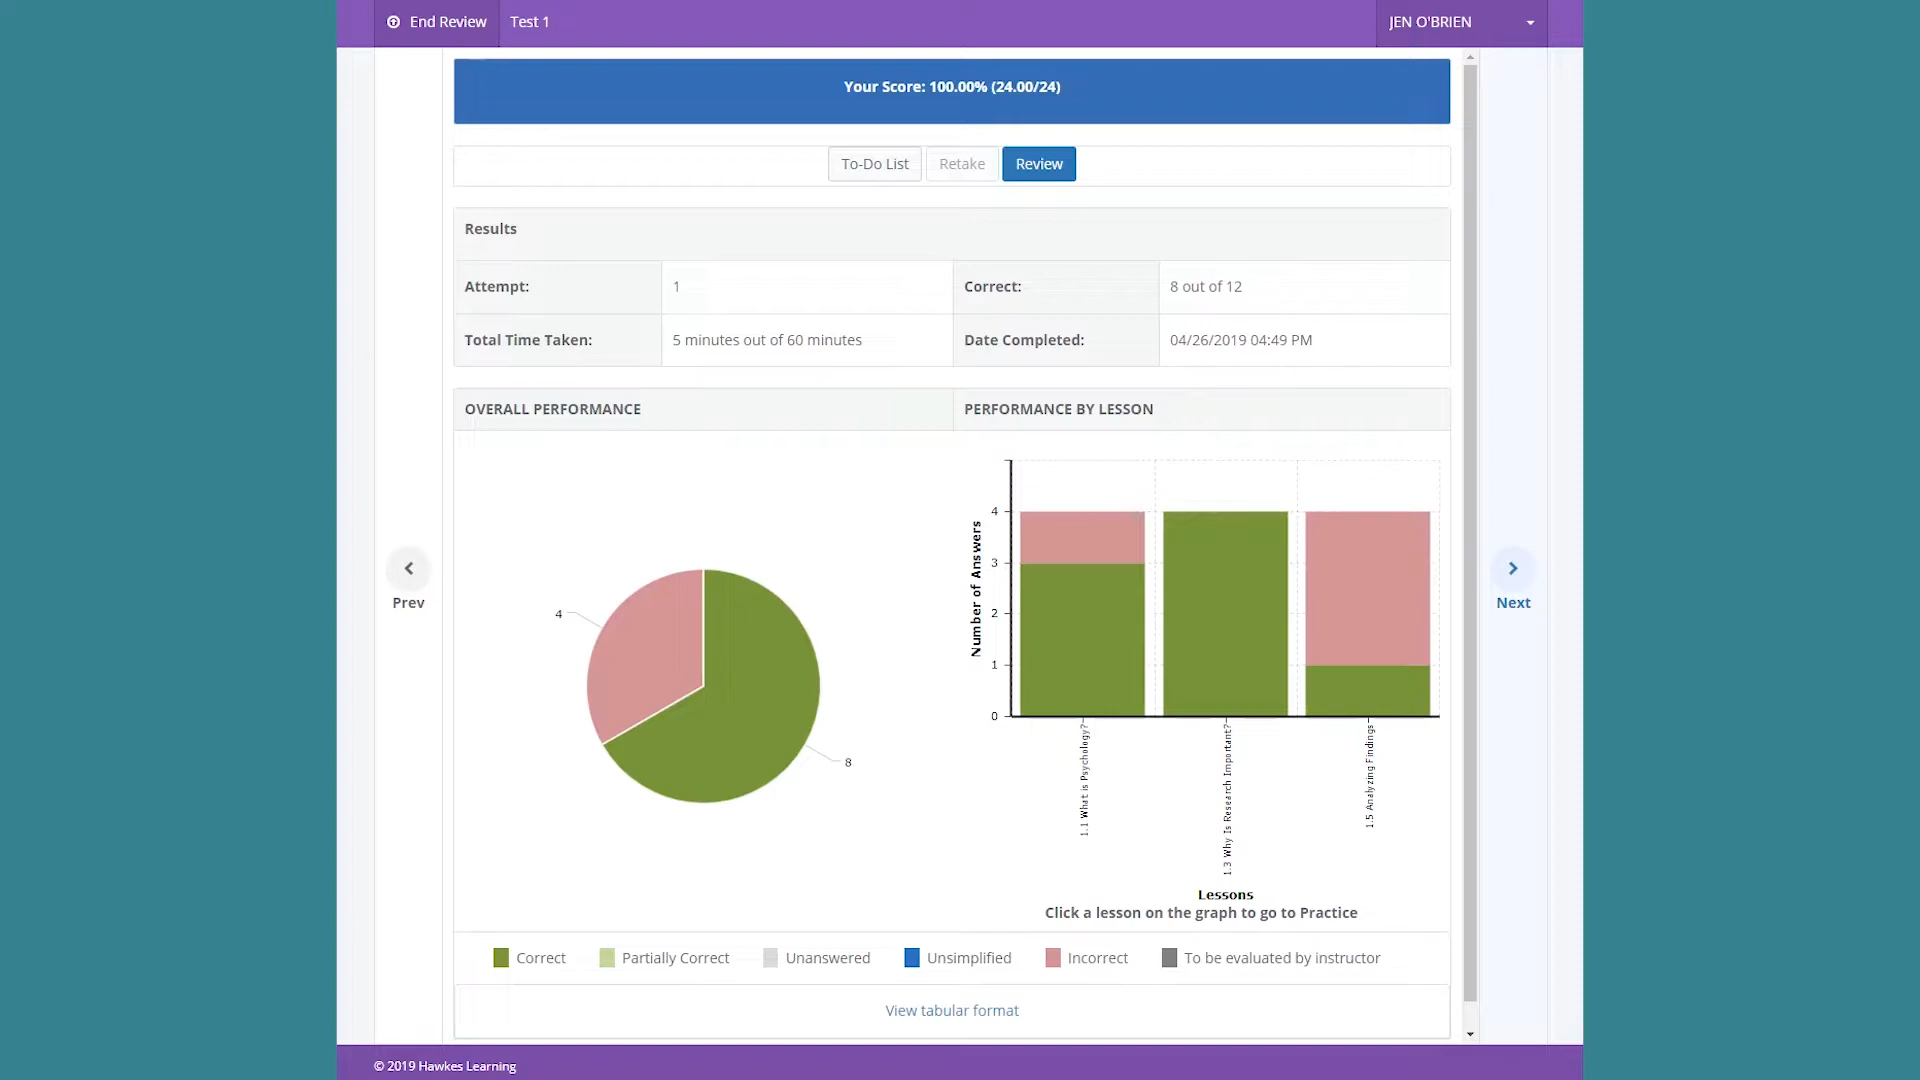 End Review
Test 1
JEN O'BRIEN
Your Score: 100.00% (24.00/24)
To-Do List
Retake
Review
Results
Attempt:
1
Correct:
8 out of 12
Total Time Taken:
5 minutes out of 60 minutes
Date Completed:
04/26/2019 04:49 PM
OVERALL PERFORMANCE
PERFORMANCE BY LESSON
Prev
4
8
Number of Answers
4
3
2
1
0
1.1 What is Psychology?
1.3 Why Is Research Important?
1.5 Analyzing Findings
Lessons
Click a lesson on the graph to go to Practice
Next
Correct
Partially Correct
Unanswered
Unsimplified
Incorrect
To be evaluated by instructor
View tabular format
© 2019 Hawkes Learning